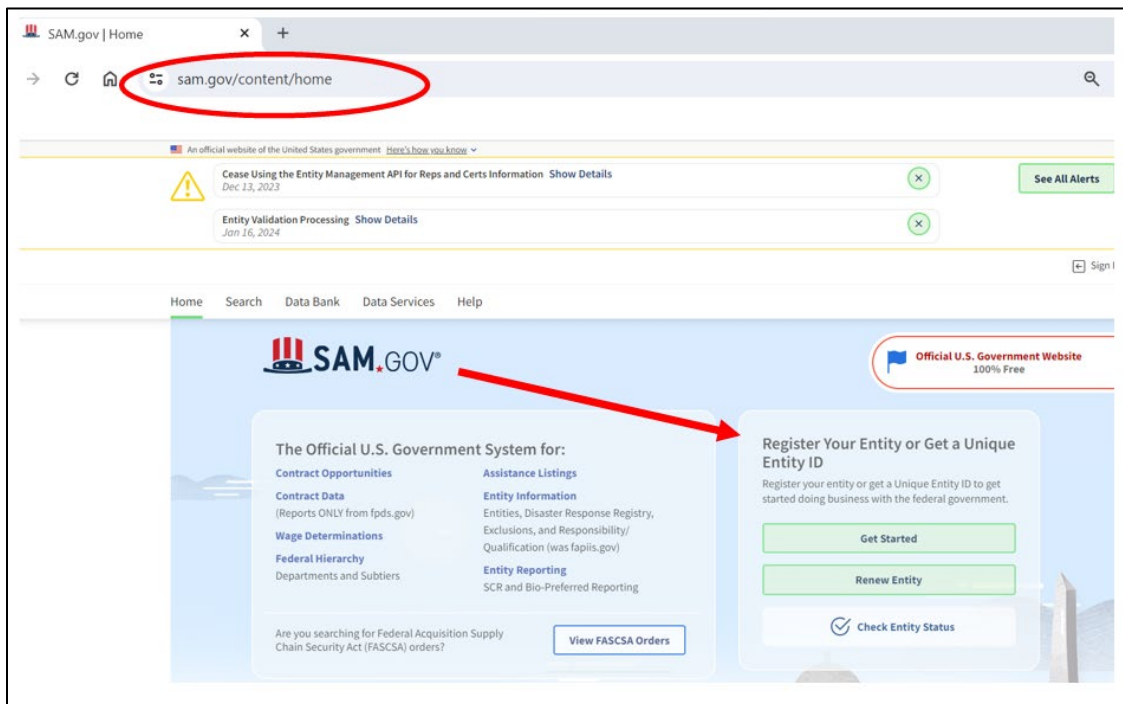 SAM.gov | Home
sam.gov/content/home
An official website of the United States government Here's how you know
Cease Using the Entity Management API for Reps and Certs Information Show Details
Dec 13, 2023
See All Alerts
Entity Validation Processing Show Details
Jan 16, 2024
Sign I
Home Search Data Bank Data Services Help
SAM.GOV®
Official U.S. Government Website
100% Free
The Official U.S. Government System for:
Contract Opportunities
Contract Data
(Reports ONLY from fpds.gov)
Wage Determinations
Federal Hierarchy
Departments and Subtiers
Assistance Listings
Entity Information
Entities, Disaster Response Registry,
Exclusions, and Responsibility/
Qualification (was fapiis.gov)
Entity Reporting
SCR and Bio-Preferred Reporting
Are you searching for Federal Acquisition Supply
Chain Security Act (FASCSA) orders?
View FASCSA Orders
Register Your Entity or Get a Unique
Entity ID
Register your entity or get a Unique Entity ID to get
started doing business with the federal government.
Get Started
Renew Entity
Check Entity Status